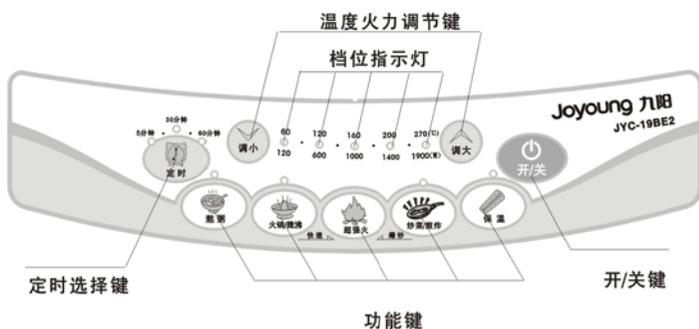 温度火力调节键
档位指示灯
Joyoung 九阳
JYC-19BE2
30分钟
5分钟 60分钟
定时
调小
60 120 160 200 270(℃)
120 600 1000 1400 1900(W)
调大
开/关
煮粥
火锅/微沸
超强火
炒菜/煎炸
保温
快速
爆炒
定时选择键
开/关键
功能键